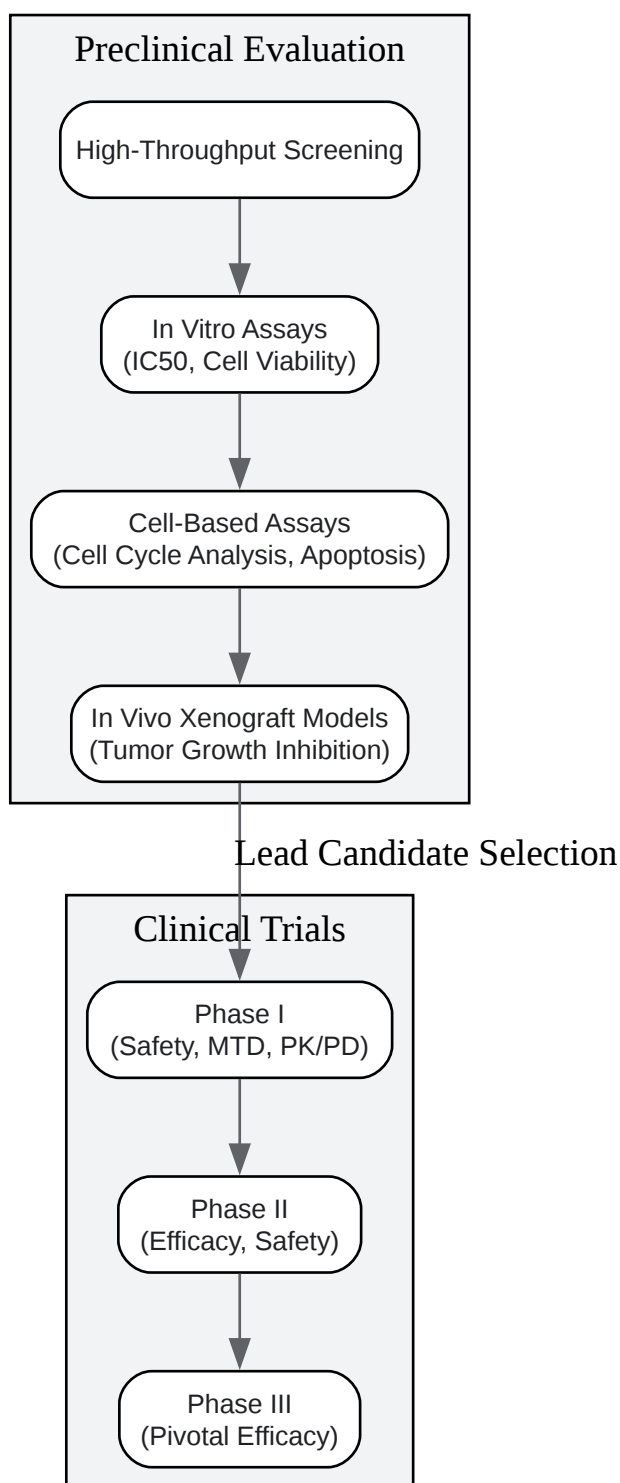 Preclinical Evaluation
High-Throughput Screening
In Vitro Assays
(IC50, Cell Viability)
Cell-Based Assays
(Cell Cycle Analysis, Apoptosis)
In Vivo Xenograft Models
(Tumor Growth Inhibition)
Lead Candidate Selection
Clinical Trials
Phase I
(Safety, MTD, PK/PD)
Phase II
(Efficacy, Safety)
Phase III
(Pivotal Efficacy)